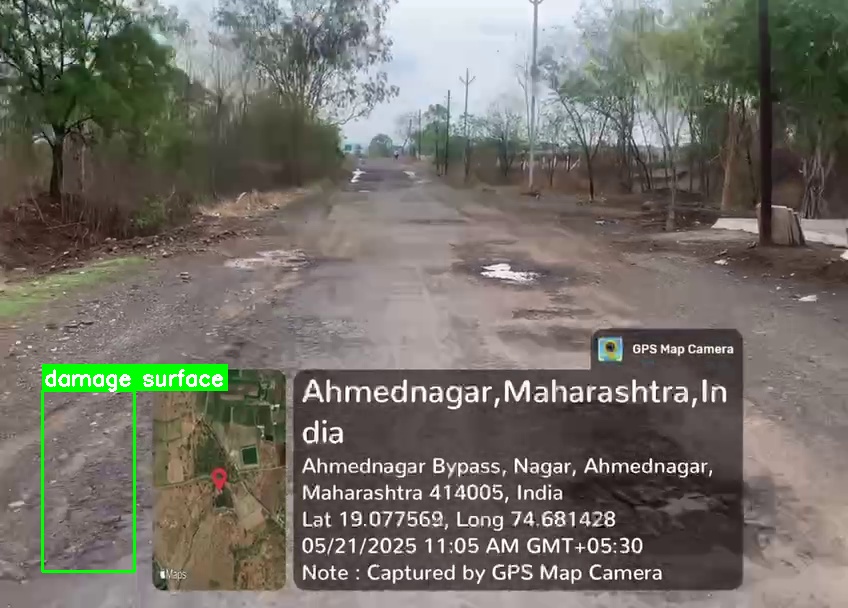 GPS Map Camera
damage surface
Ahmednagar,Maharashtra,In
dia
Ahmednagar Bypass, Nagar, Ahmednagar,
Maharashtra 414005, India
Lat 19.077569, Long 74.681428
05/21/2025 11:05 AM GMT+05:30
Note : Captured by GPS Map Camera
Maps